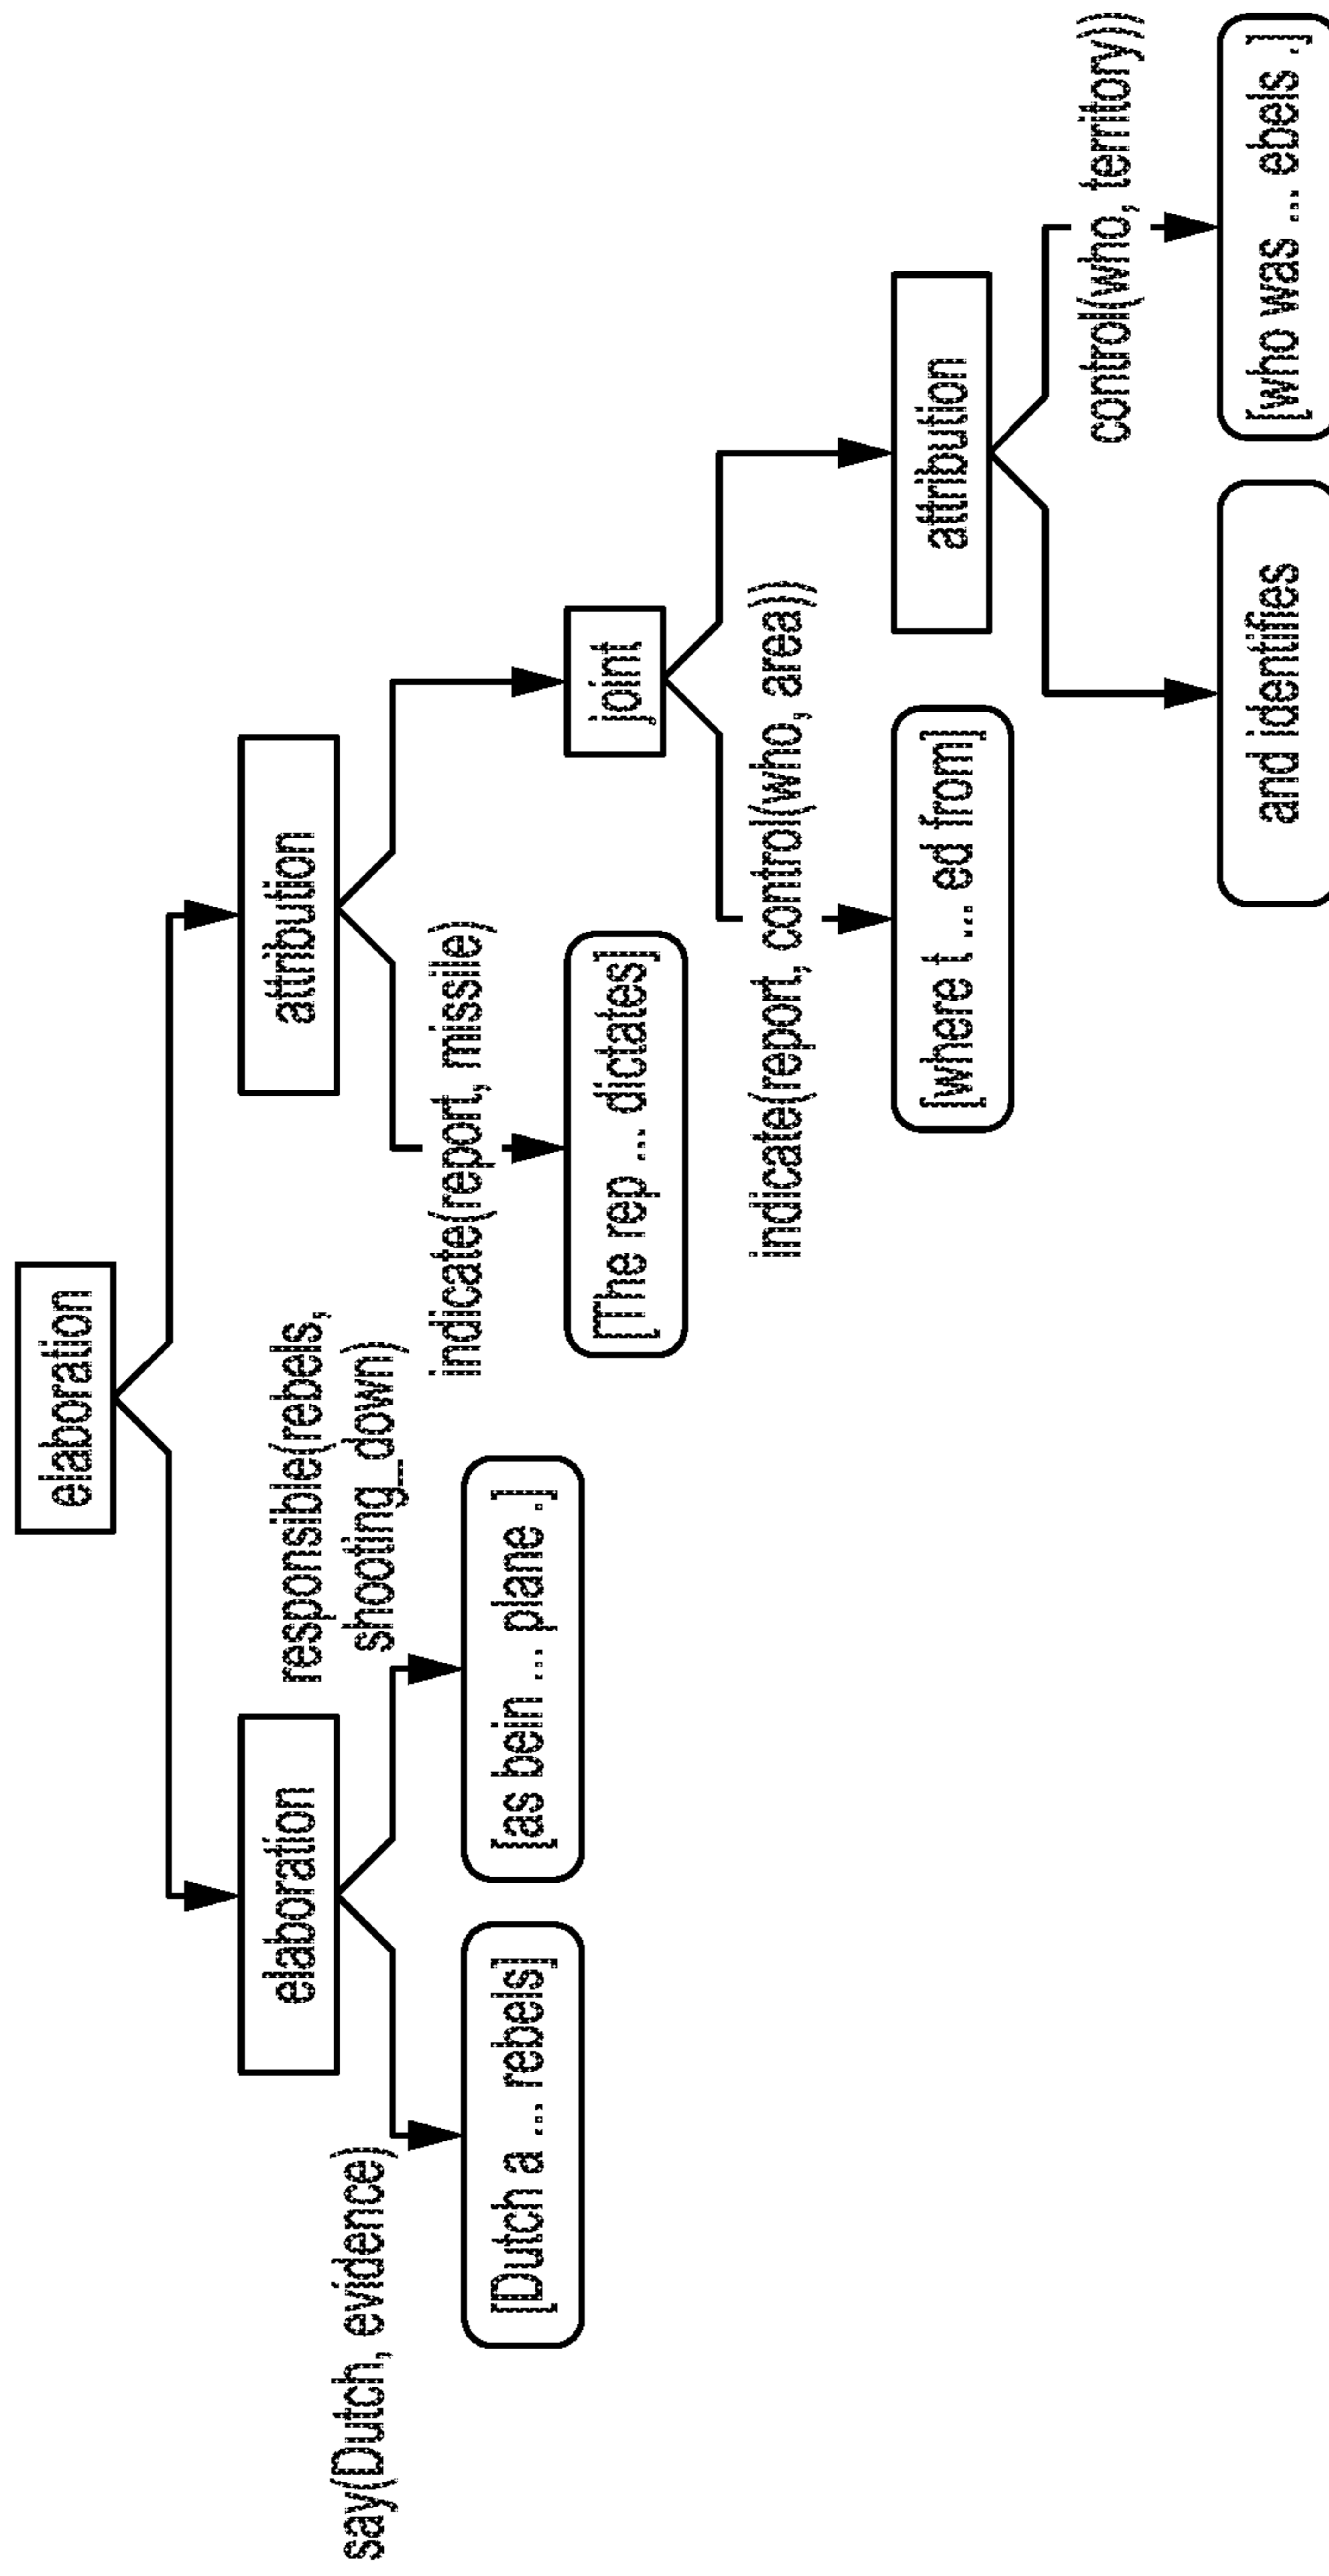 elaboration
elaboration
attribution
say(Dutch, evidence)
responsible(rebels,
shooting_down)
indicate(report, missile)
[Dutch a ... rebels]
[as bein ... plane .]
[The rep ... dictates]
joint
indicate(report, control(who, area))
[where t ... ed from]
attribution
control(who, territory))
and identifies
[who was ... ebels .]